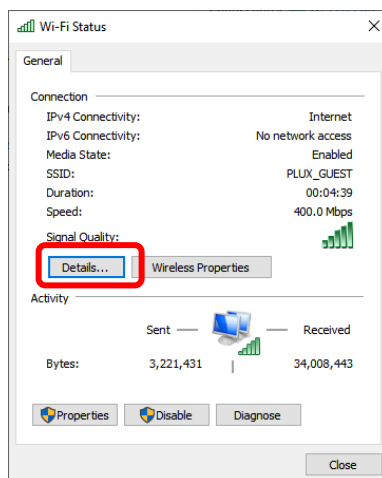 Wi-Fi Status
General
Connection
IPv4 Connectivity: Internet
IPv6 Connectivity: No network access
Media State: Enabled
SSID: PLUX_GUEST
Duration: 00:04:39
Speed: 400.0 Mbps
Signal Quality:
Details... Wireless Properties
Activity
Sent Received
Bytes: 3,221,431 34,008,443
Properties Disable Diagnose
Close